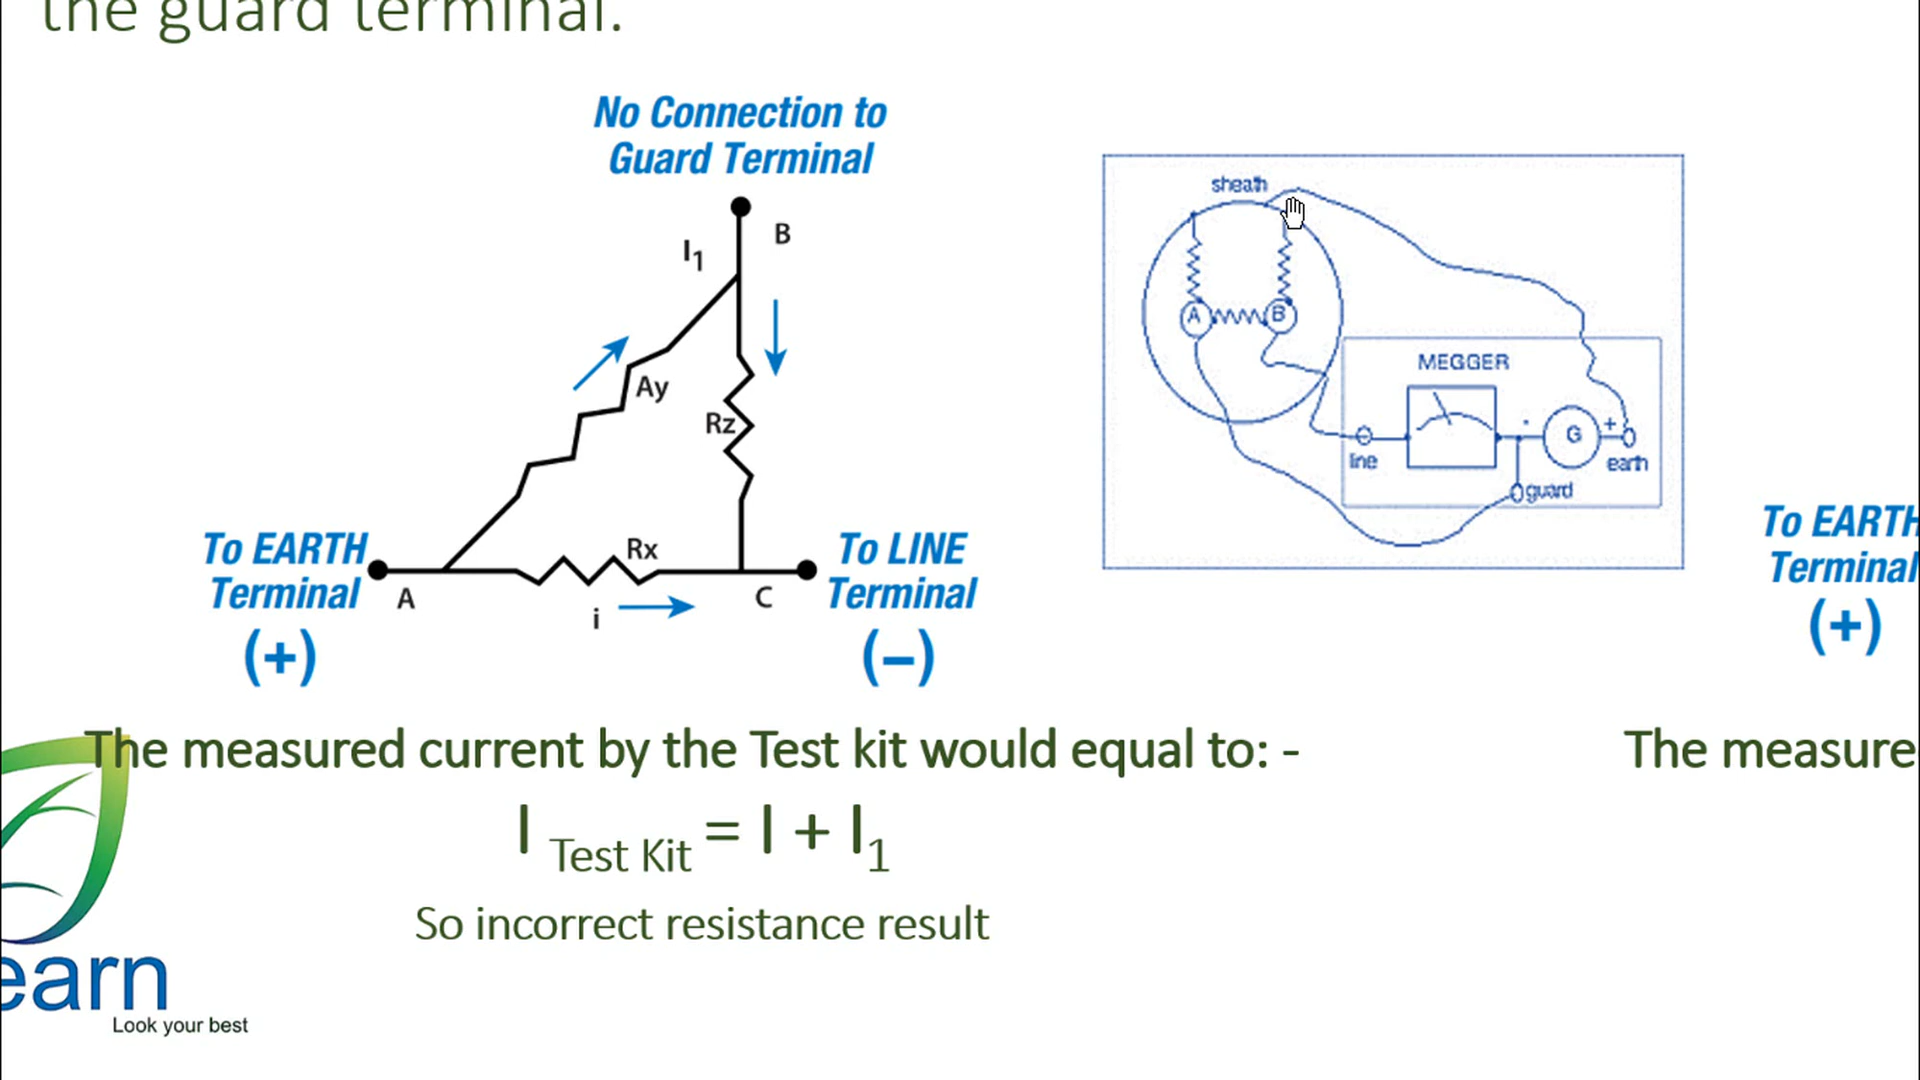 the guard terminal.
No Connection to
Guard Terminal
B
I1
Ay
Rz
To EARTH
Terminal
(+)
A
Rx
i
C
To LINE
Terminal
(–)
sheath
A
B
MEGGER
line
-
G
+
earth
guard
To EARTH
Terminal
(+)
The measured current by the Test kit would equal to: -
The measure
I Test Kit = I + I1
So incorrect resistance result
earn
Look your best